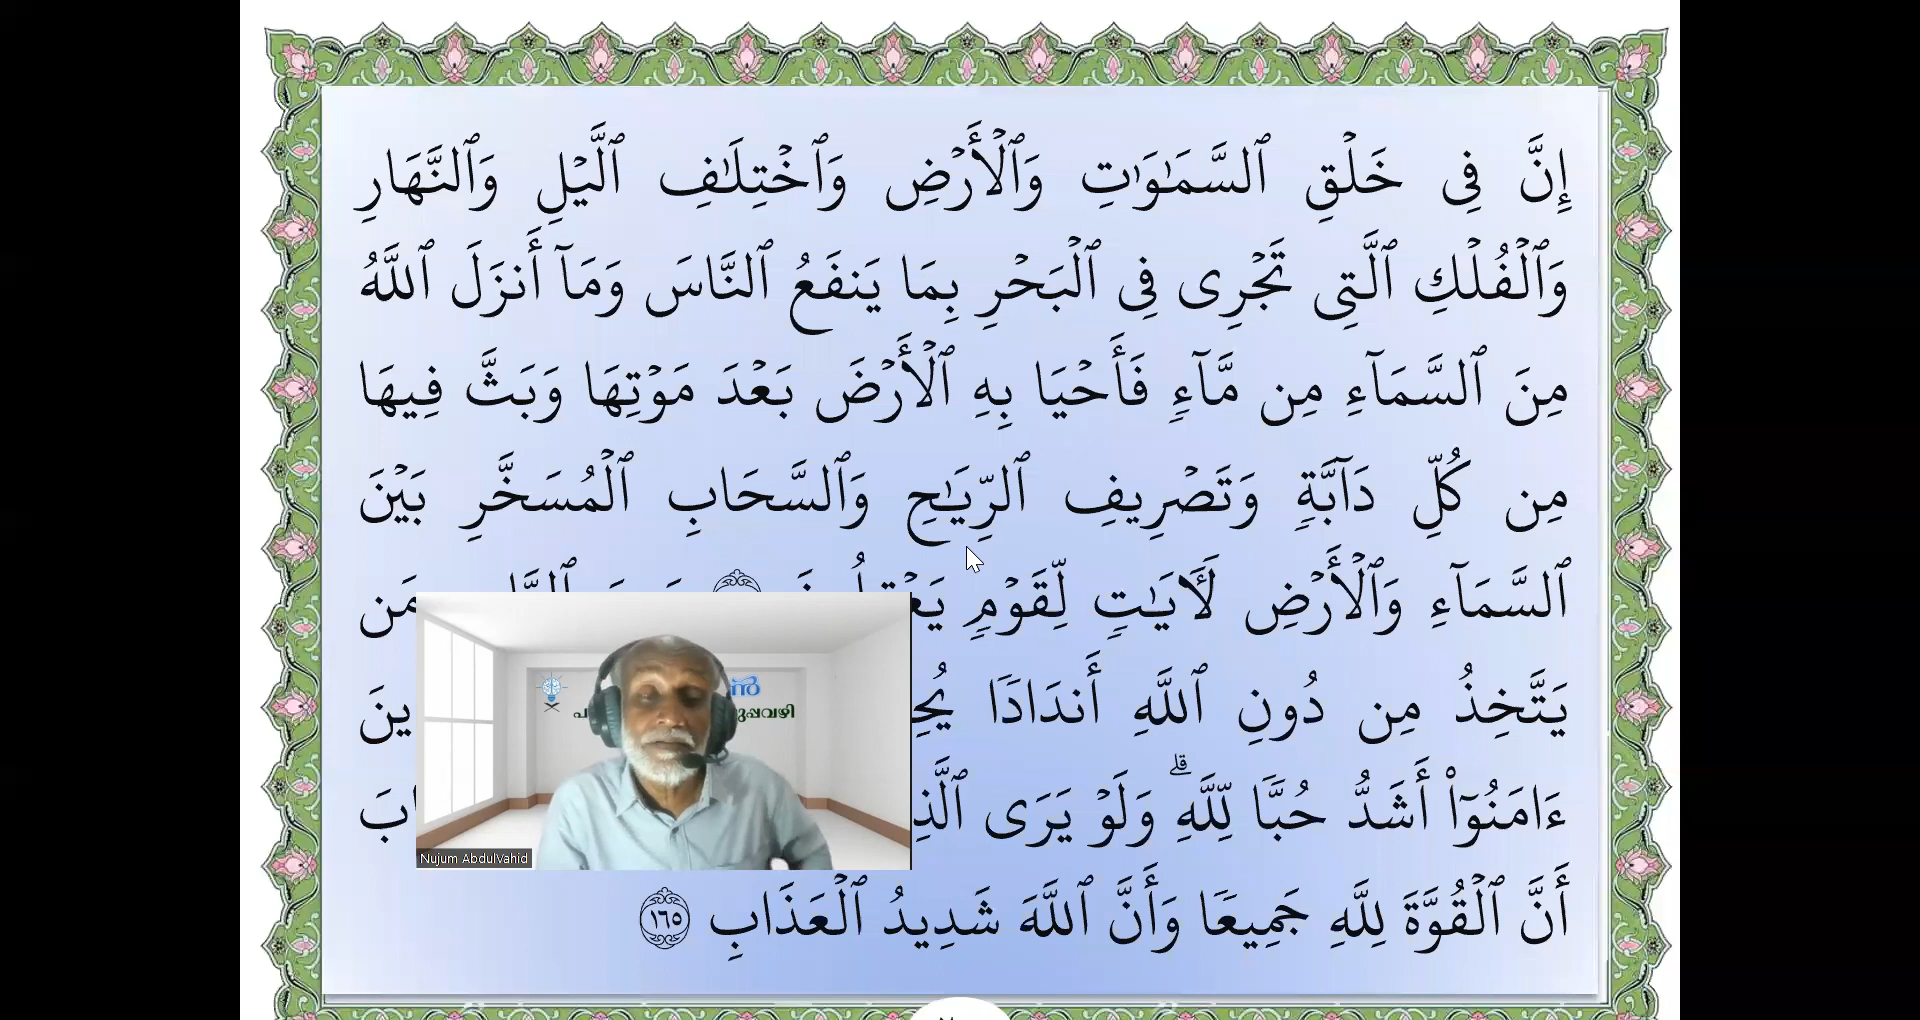 إِنَّ فِى خَلۡقِ ٱلسَّمَـٰوَٰتِ وَٱلۡأَرۡضِ وَٱخۡتِلَـٰفِ ٱلَّيۡلِ وَٱلنَّهَارِ
وَٱلۡفُلۡكِ ٱلَّتِى تَجۡرِى فِى ٱلۡبَحۡرِ بِمَا يَنفَعُ ٱلنَّاسَ وَمَآ أَنزَلَ ٱللَّهُ
مِنَ ٱلسَّمَآءِ مِن مَّآءٍ فَأَحۡيَا بِهِ ٱلۡأَرۡضَ بَعۡدَ مَوۡتِهَا وَبَثَّ فِيهَا
مِن كُلِّ دَآبَّةٍ وَتَصۡرِيفِ ٱلرِّيَـٰحِ وَٱلسَّحَابِ ٱلۡمُسَخَّرِ بَيۡنَ
ٱلسَّمَآءِ وَٱلۡأَرۡضِ لَـَٔايَـٰتٍ لِّقَوۡمٍ
يَتَّخِذُ مِن دُونِ ٱللَّهِ أَندَادًا
ءَامَنُوٓاْ أَشَدُّ حُبًّا لِّلَّهِ ۗ وَلَوۡ يَرَى
أَنَّ ٱلۡقُوَّةَ لِلَّهِ جَمِيعًا وَأَنَّ ٱللَّهَ شَدِيدُ ٱلۡعَذَابِ ١٦٥
Nujum AbdulVahid